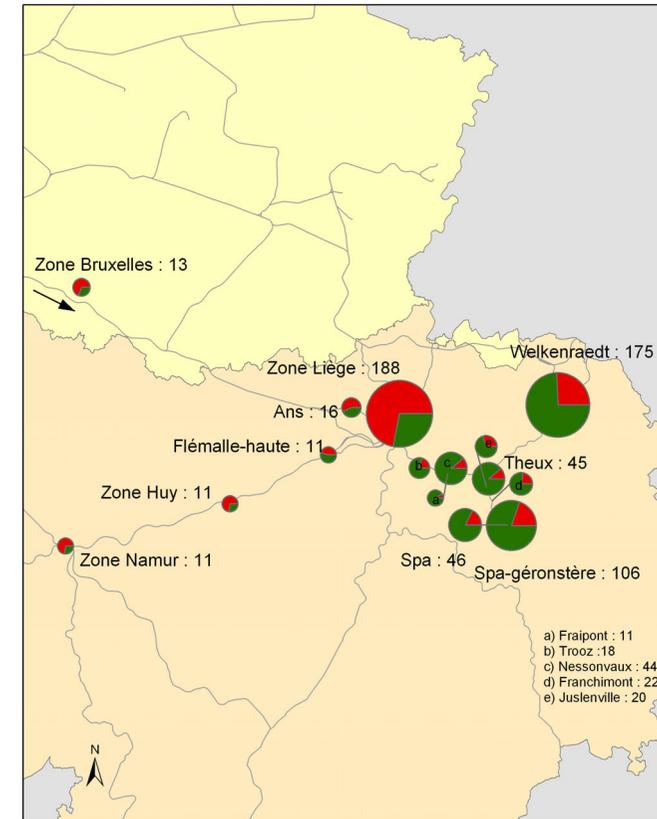 Zone Bruxelles : 13
Welkenraedt : 175
Zone Liège : 188
Ans : 16
Flémalle-haute : 11
e
b
c
Theux : 45
d
a
Zone Huy : 11
Zone Namur : 11
Spa : 46
Spa-géronstère : 106
a) Fraipont : 11
b) Trooz :18
c) Nessonvaux : 44
d) Franchimont : 22
e) Juslenville : 20
N